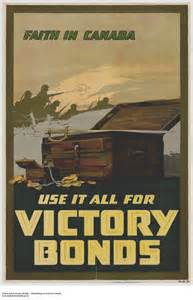 FAITH IN CANADA
USE IT ALL FOR
VICTORY
BONDS